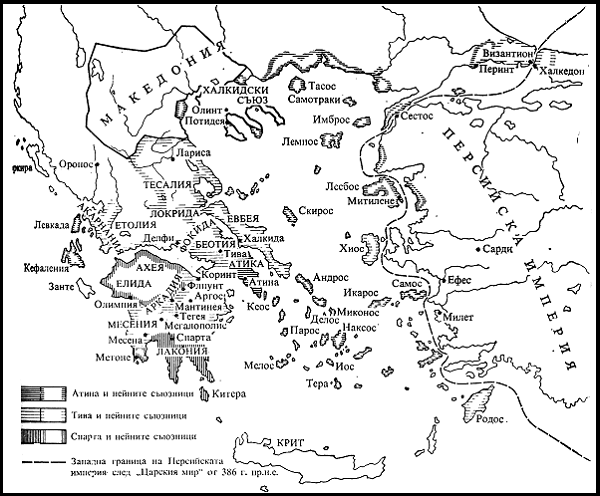 МАКЕДОНИЯ
ХАЛКИДСКИ
СЪЮЗ
Олинт
Потидея
Тасос
Самотраки
Имброс
Лемнос
Византион
Перинт
Халкедон
Сестос
ПЕРСИЙСКА ИМПЕРИЯ
Оронос
Лариса
ТЕСАЛИЯ
АКАРНАНИЯ
ЕТОЛИЯ
ЛОКРИДА
ФОКИДА
Делфи
БЕОТИЯ
Тива
ЕВБЕЯ
Халкида
АТИКА
Атина
Скирос
Лесбос
Митилене
Хиос
Сарди
Левкада
Кефаления
Занте
АХЕЯ
ЕЛИДА
Коринт
Флиунт
АРКАДИЯ
Аргос
Олимпия
Мантинея
Тегея
МЕСЕНИЯ
Мегалополис
Месена
Спарта
Метоне
ЛАКОНИЯ
Китера
Кеос
Андрос
Икарос
Самос
Ефес
Милет
Миконос
Делос
Парос
Наксос
Мелос
Иос
Тера
Родос
КРИТ
Атина и нейните съюзници
Тива и нейните съюзници
Спарта и нейните съюзници
Западна граница на Персийската
империя след „Царския мир“ от 386 г. пр.н.е.